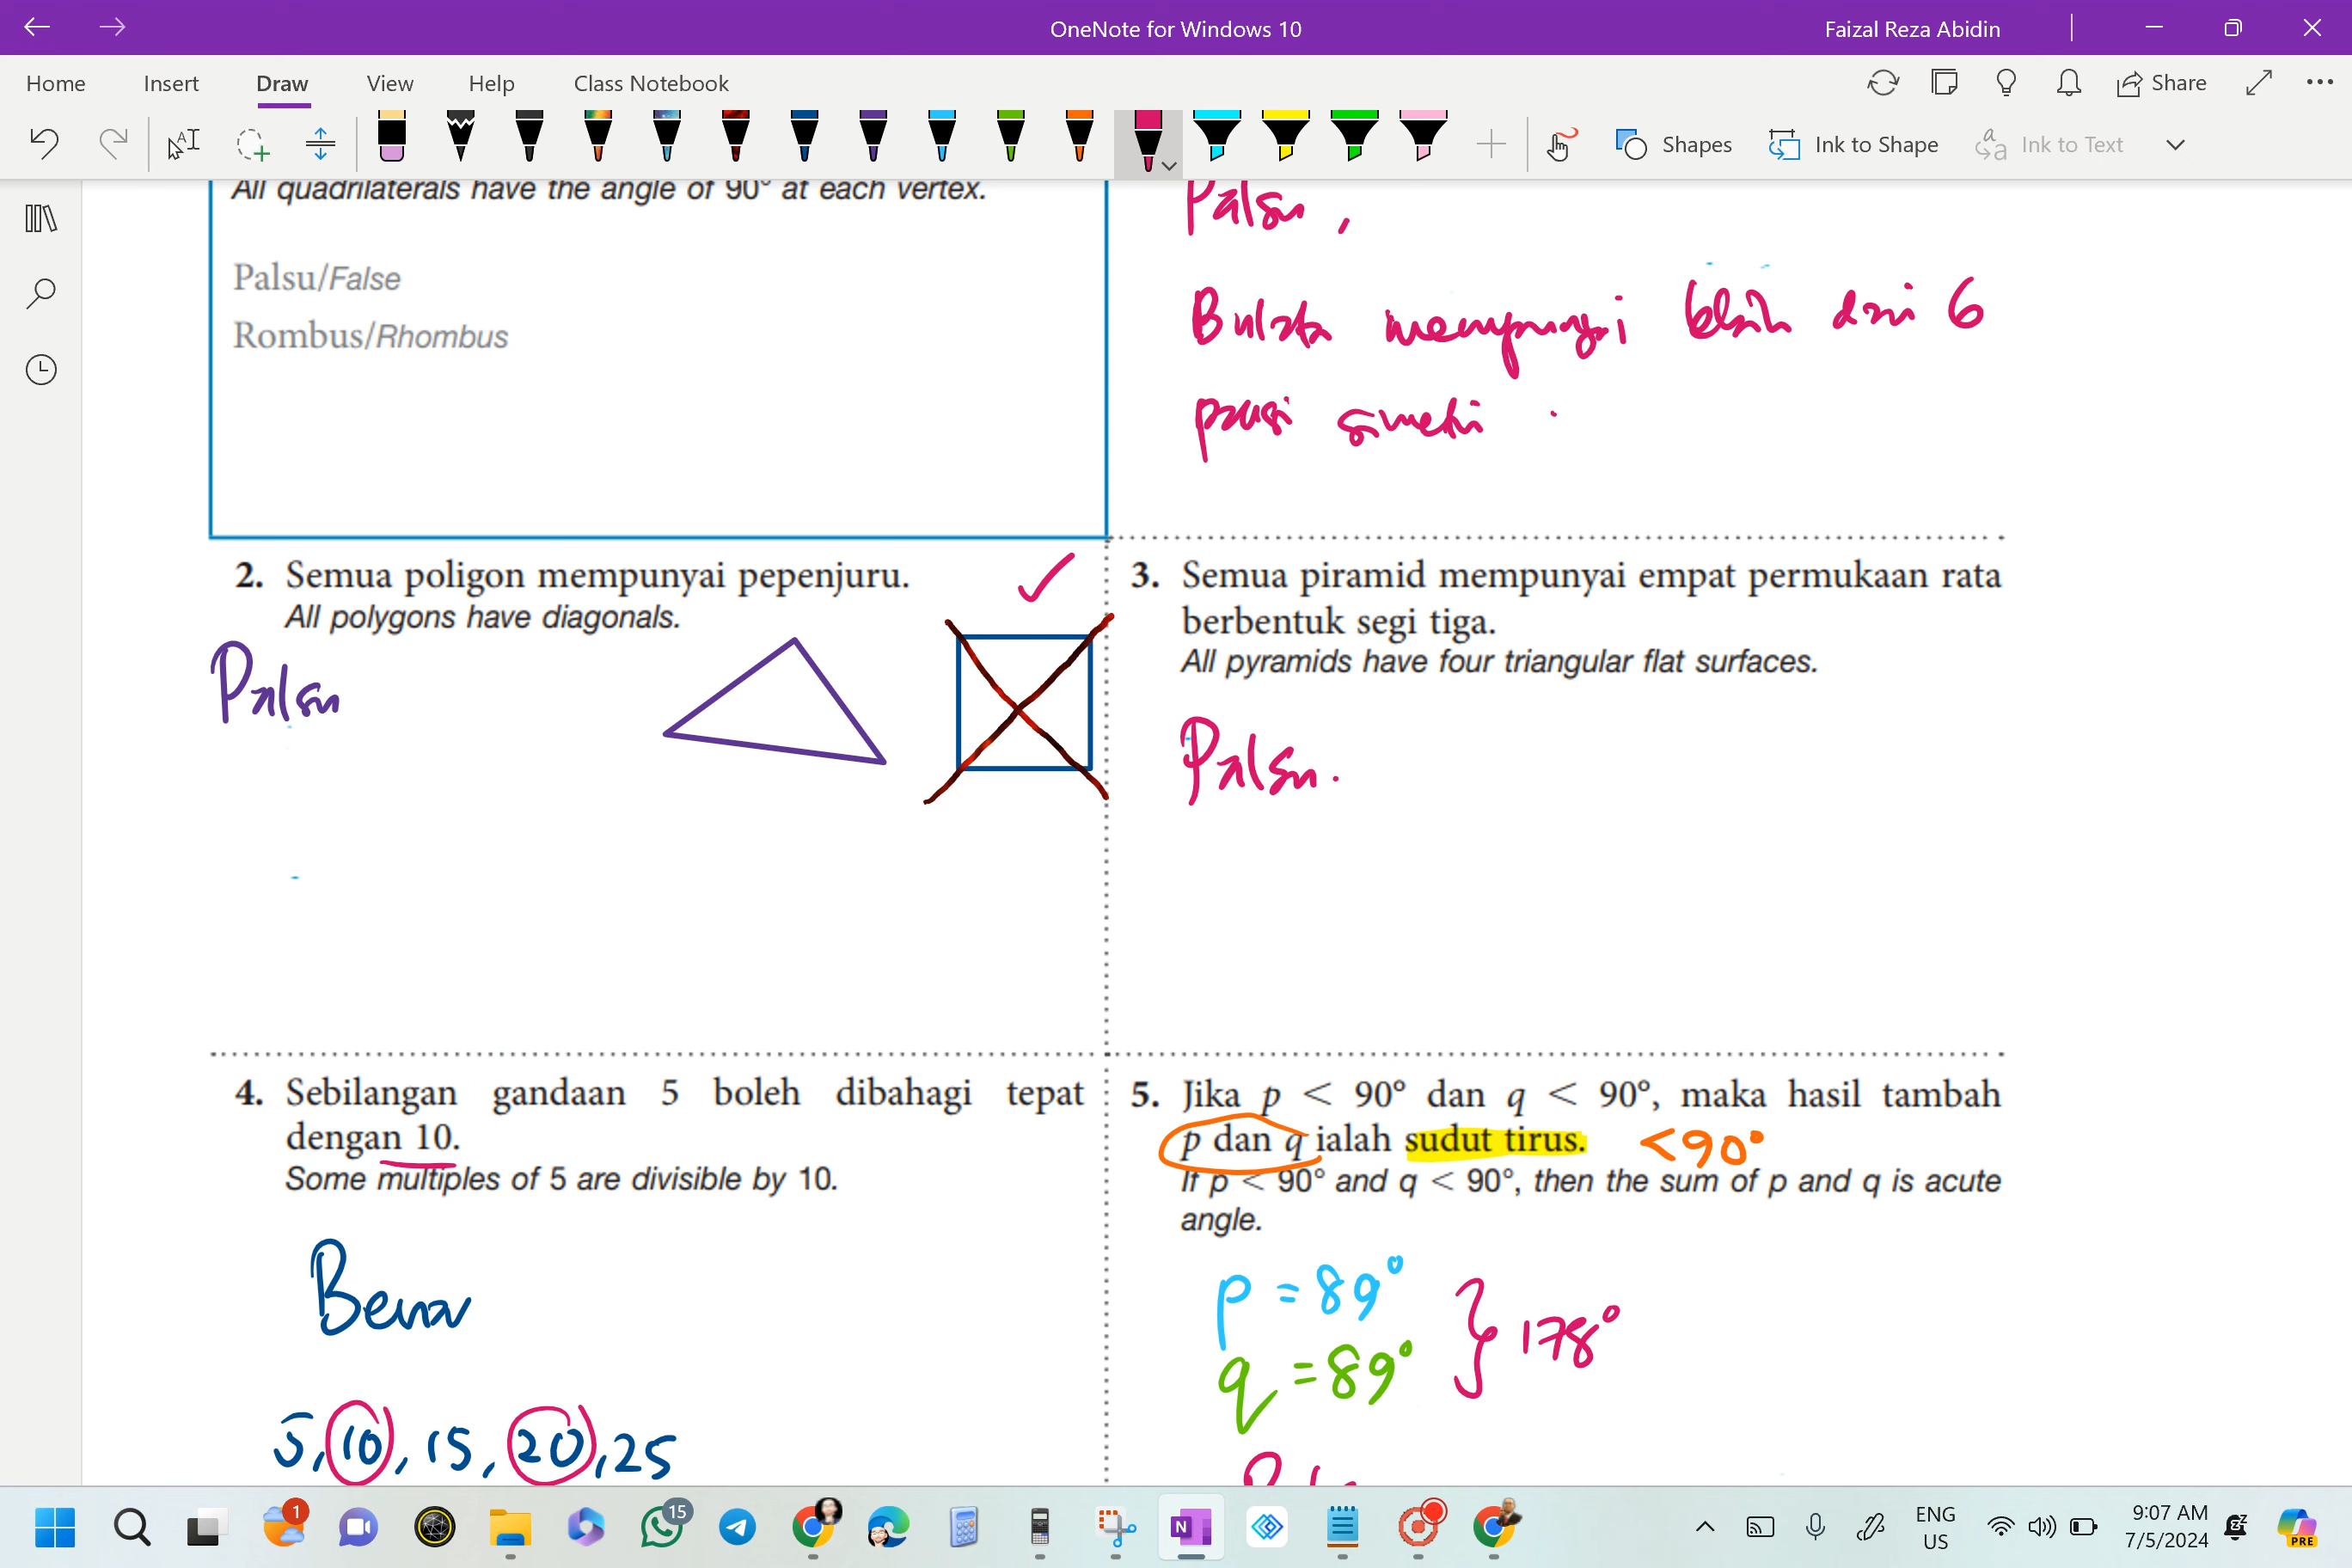 OneNote for Windows 10
Faizal Reza Abidin
Home Insert Draw View Help Class Notebook
Share
Shapes Ink to Shape Ink to Text
All quadrilaterals have the angle of 90° at each vertex.
Palsu/False
Rombus/Rhombus
Palsu,
Bulatan mempunyai lebih dari 6
paksi simetri.
2. Semua poligon mempunyai pepenjuru.
All polygons have diagonals.
Palsu
3. Semua piramid mempunyai empat permukaan rata
berbentuk segi tiga.
All pyramids have four triangular flat surfaces.
Palsu.
4. Sebilangan gandaan 5 boleh dibahagi tepat
dengan 10.
Some multiples of 5 are divisible by 10.
Benar
5, 10, 15, 20, 25
5. Jika p < 90° dan q < 90°, maka hasil tambah
p dan q ialah sudut tirus. <90°
If p < 90° and q < 90°, then the sum of p and q is acute
angle.
p = 89°
q = 89°
178°
1
15
ENG
US
9:07 AM
7/5/2024
PRE